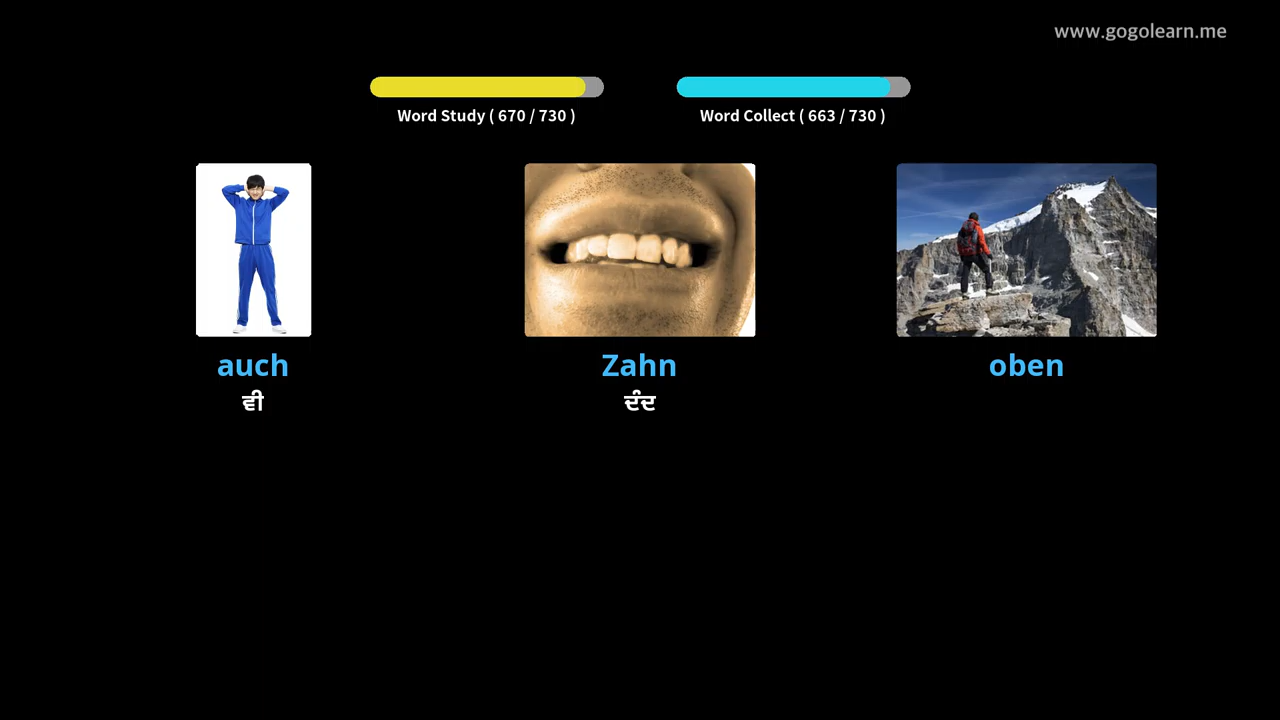 www.gogolearn.me
Word Study ( 670 / 730 )
Word Collect ( 663 / 730 )
auch
Zahn
oben
ਵੀ
ਦੰਦ